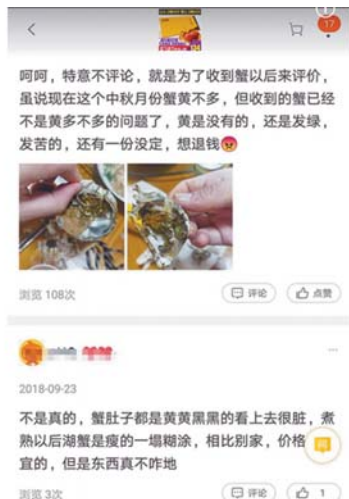 17
呵呵，特意不评论，就是为了收到蟹以后来评价，
虽说现在这个中秋月份蟹黄不多，但收到的蟹已经
不是黄多不多的问题了，黄是没有的，还是发绿，
发苦的，还有一份没定，想退钱
浏览 108次
评论
点赞
2018-09-23
不是真的，蟹肚子都是黄黄黑黑的看上去很脏，煮
熟以后湖蟹是瘦的一塌糊涂，相比别家，价格
宜的，但是东西真不咋地
浏览 3次
评论
1